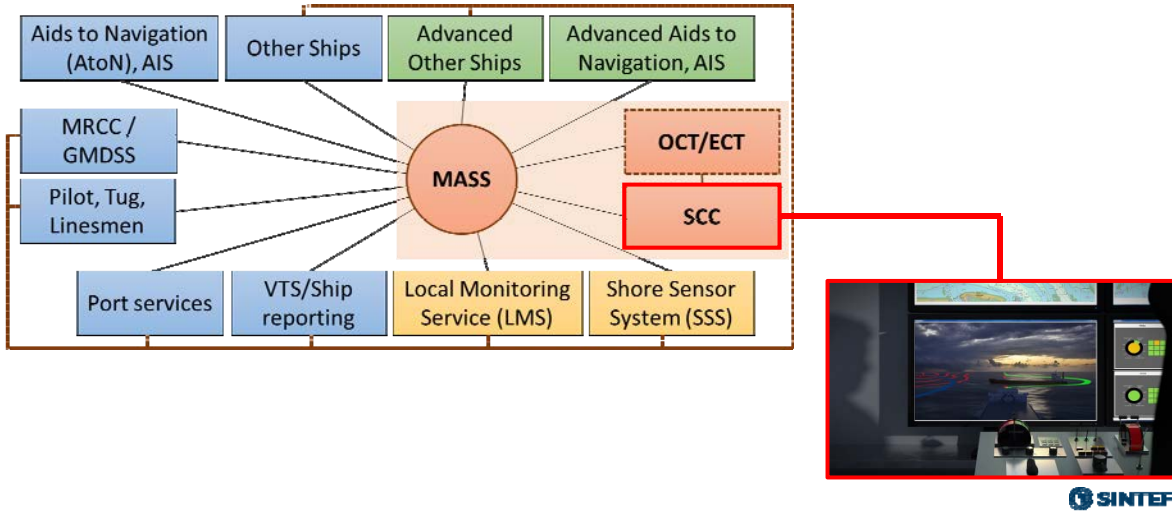 Aids to Navigation
(AtoN), AIS
Other Ships
Advanced
Other Ships
Advanced Aids to
Navigation, AIS
MRCC /
GMDSS
OCT/ECT
MASS
Pilot, Tug,
Linesmen
SCC
Port services
VTS/Ship
reporting
Local Monitoring
Service (LMS)
Shore Sensor
System (SSS)
SINTEF